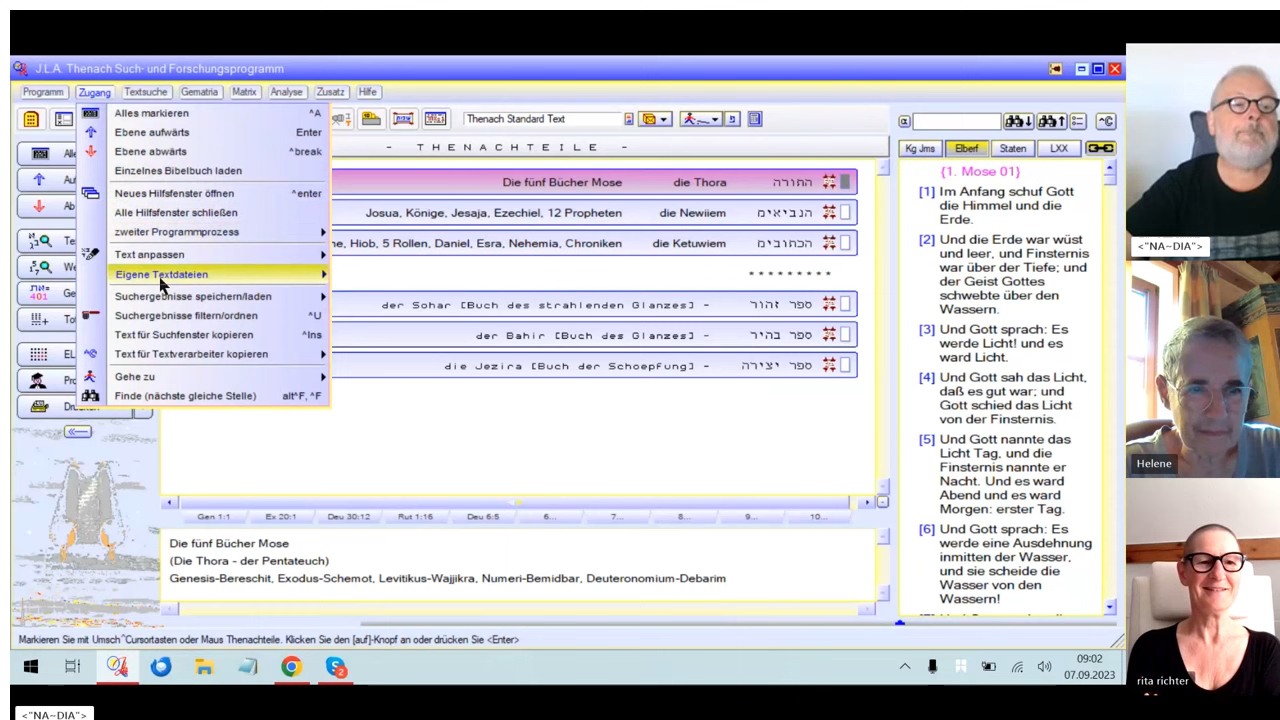 J.L.A. Thenach Such- und Forschungsprogramm
Programm Zugang Textsuche Gematria Matrix Analyse Zusatz Hilfe
Alles markieren ^A
Ebene aufwärts Enter
Ebene abwärts ^break
Einzelnes Bibelbuch laden
Neues Hilfsfenster öffnen ^enter
Alle Hilfsfenster schließen
zweiter Programmprozess
Text anpassen
Eigene Textdateien
Suchergebnisse speichern/laden
Suchergebnisse filtern/ordnen ^U
Text für Suchfenster kopieren ^Ins
Text für Textverarbeiter kopieren
Gehe zu
Finde (nächste gleiche Stelle) alt^F, ^F
401
Thenach Standard Text
- THENACHTEILE -
Die fünf Bücher Mose die Thora התורה
Josua, Könige, Jesaja, Ezechiel, 12 Propheten die Newiiem הנביאים
Hiob, 5 Rollen, Daniel, Esra, Nehemia, Chroniken die Ketuwiem הכתובים
* * * * * * * * *
der Sohar [Buch des strahlenden Glanzes] - ספר זהור
der Bahir [Buch des Glanzes] - ספר בהיר
die Jezira [Buch der Schoepfung] - ספר יצירה
Gen 1:1 Ex 20:1 Deu 30:12 Rut 1:16 Deu 6:5 6... 7... 8... 9... 10...
Die fünf Bücher Mose
(Die Thora - der Pentateuch)
Genesis-Bereschit, Exodus-Schemot, Levitikus-Wajjikra, Numeri-Bemidbar, Deuteronomium-Debarim
Kg Jms Elberf Staten LXX
{1. Mose 01}
[1] Im Anfang schuf Gott
die Himmel und die
Erde.
[2] Und die Erde war wüst
und leer, und Finsternis
war über der Tiefe; und
der Geist Gottes
schwebte über den
Wassern.
[3] Und Gott sprach: Es
werde Licht! und es
ward Licht.
[4] Und Gott sah das Licht,
daß es gut war; und
Gott schied das Licht
von der Finsternis.
[5] Und Gott nannte das
Licht Tag, und die
Finsternis nannte er
Nacht. Und es ward
Abend und es ward
Morgen: erster Tag.
[6] Und Gott sprach: Es
werde eine Ausdehnung
inmitten der Wasser,
und sie scheide die
Wasser von den
Wassern!
Markieren Sie mit Umsch^Cursortasten oder Maus Thenachteile. Klicken Sie den [auf]-Knopf an oder drücken Sie <Enter>
09:02
07.09.2023
<"NA~DIA">
Helene
rita richter
<"NA~DIA">